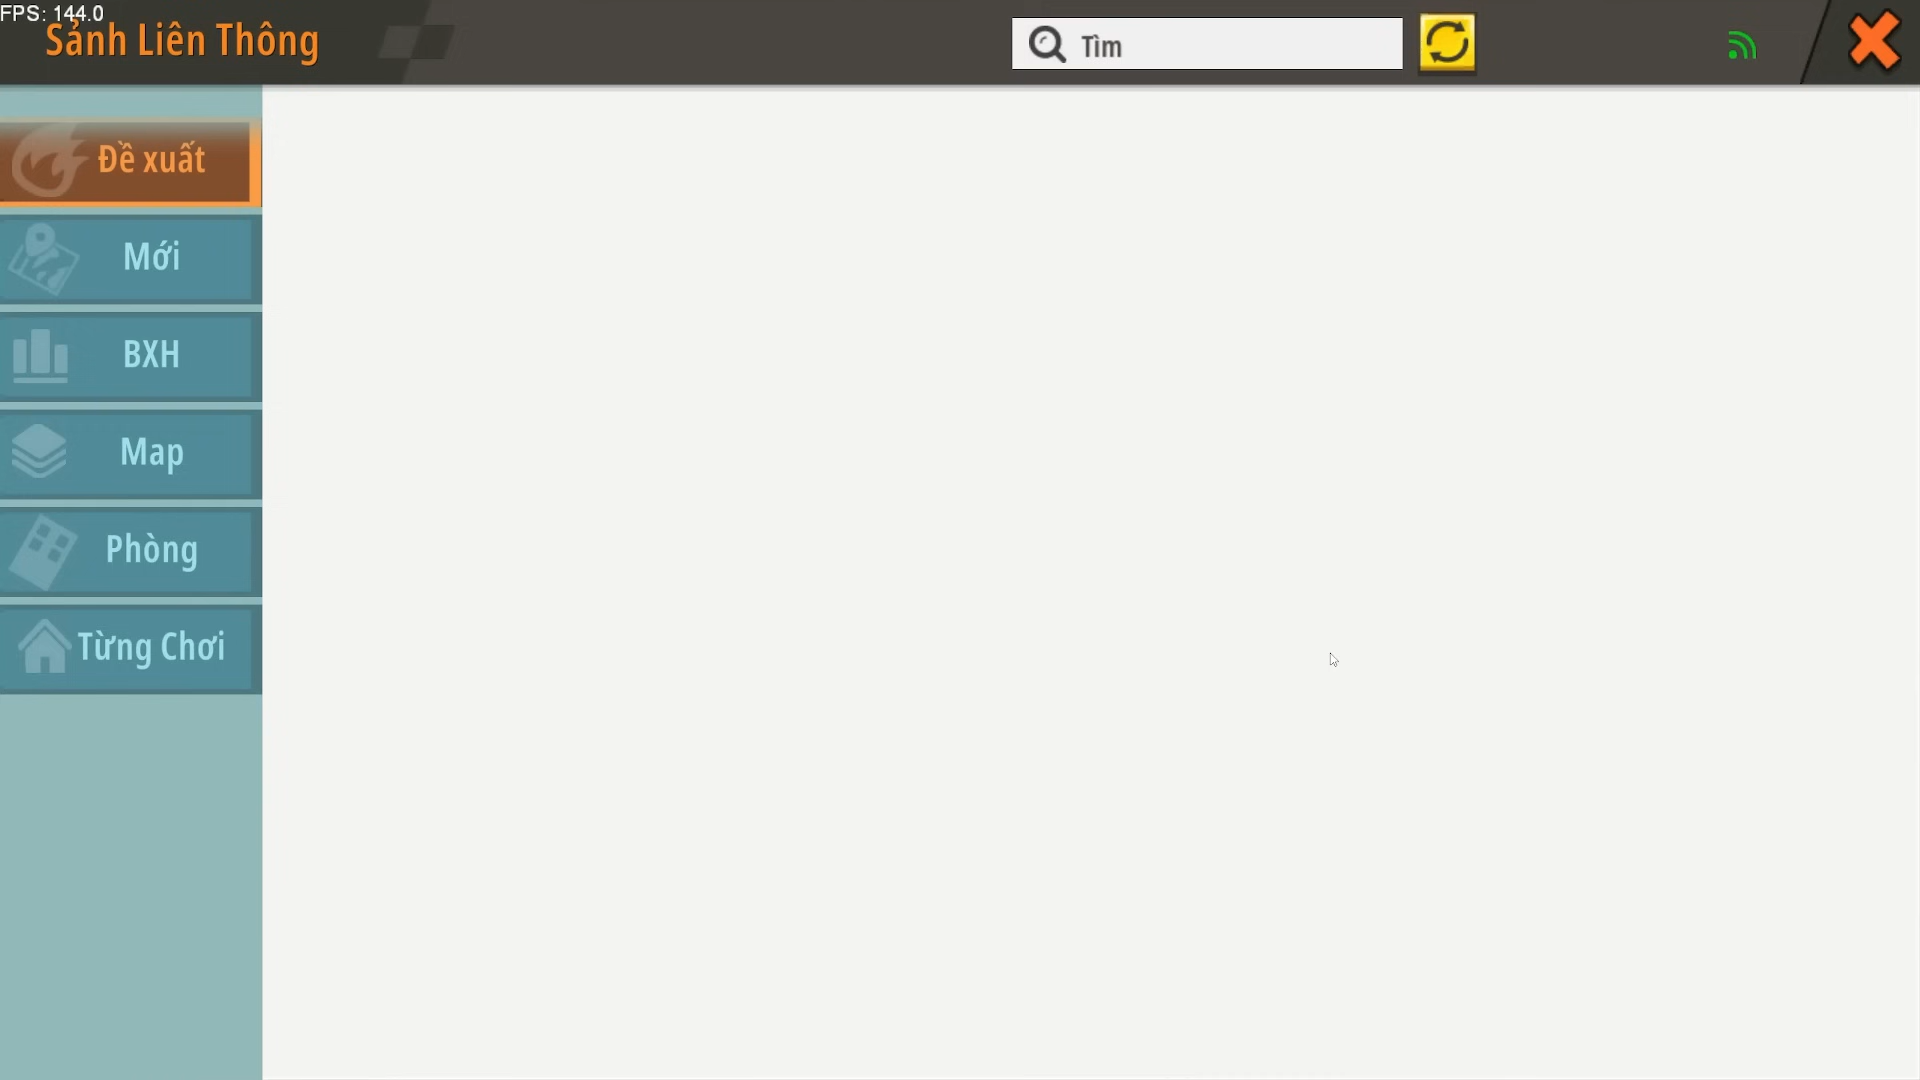 FPS: 144.0
Sảnh Liên Thông
Tìm
Đề xuất
Mới
BXH
Map
Phòng
Từng Chơi